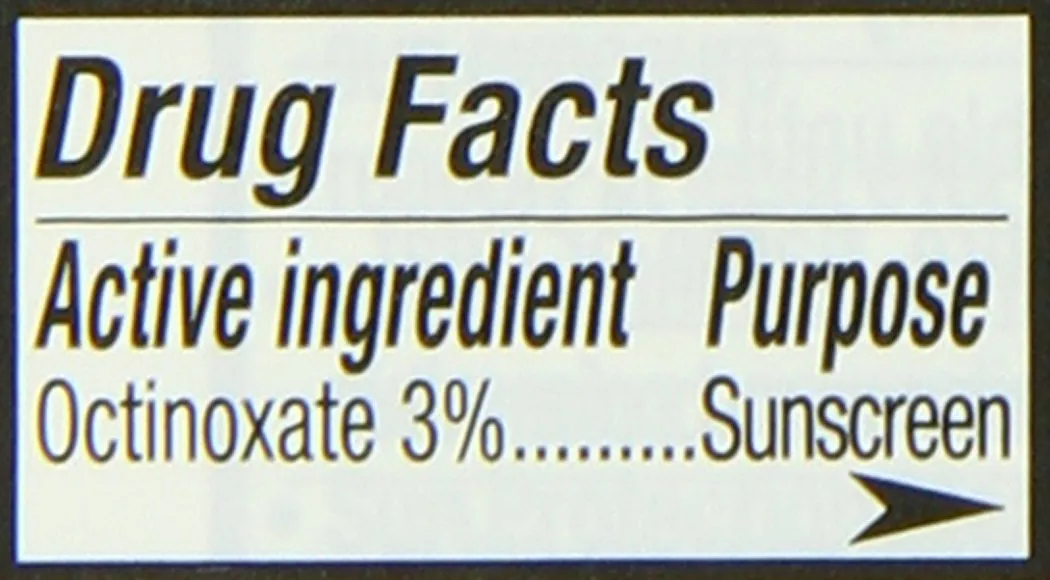 Drug Facts
Active ingredient Purpose
Octinoxate 3%.........Sunscreen